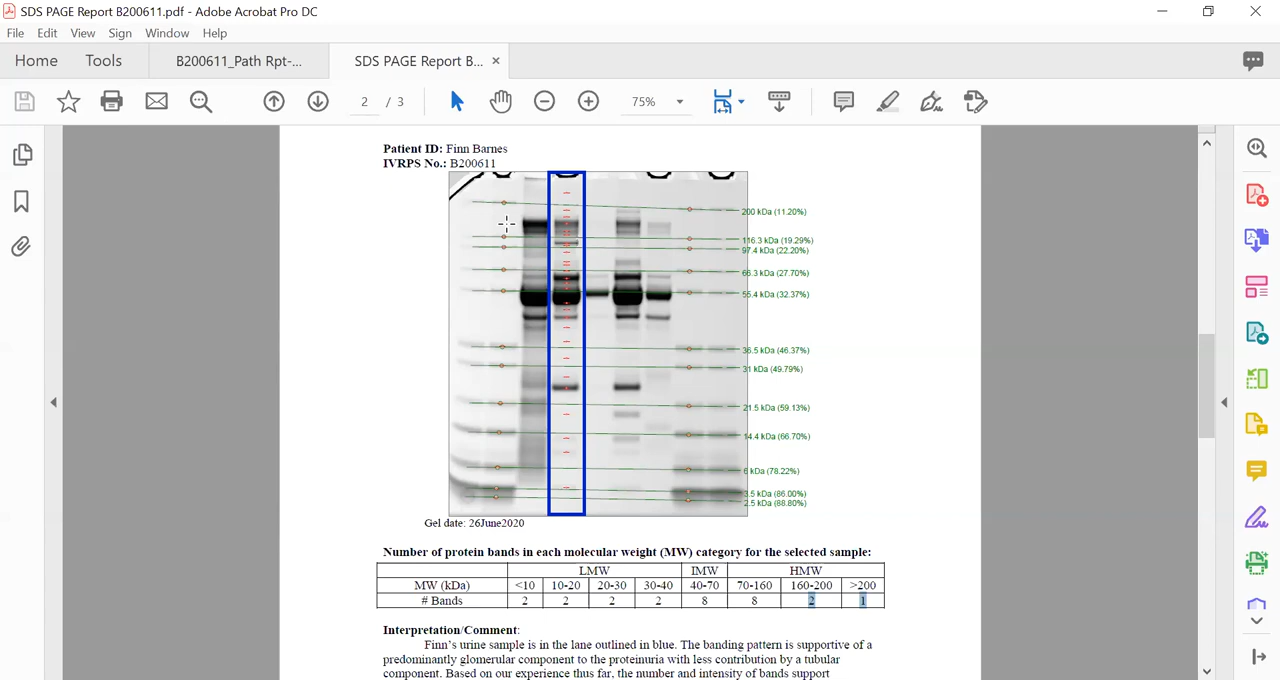 SDS PAGE Report B200611.pdf - Adobe Acrobat Pro DC
File Edit View Sign Window Help
Home Tools B200611_Path Rpt-... SDS PAGE Report B... ×
2 / 3 75%
Patient ID: Finn Barnes
IVRPS No.: B200611
200 kDa (11.20%)
116.3 kDa (19.29%)
97.4 kDa (22.20%)
66.3 kDa (27.70%)
55.4 kDa (32.37%)
36.5 kDa (46.37%)
31 kDa (49.79%)
21.5 kDa (59.13%)
14.4 kDa (66.70%)
6 kDa (78.22%)
3.5 kDa (86.00%)
2.5 kDa (88.80%)
Gel date: 26June2020
Number of protein bands in each molecular weight (MW) category for the selected sample:
LMW IMW HMW
MW (kDa) <10 10-20 20-30 30-40 40-70 70-160 160-200 >200
# Bands 2 2 2 2 8 8 2 1
Interpretation/Comment:
Finn's urine sample is in the lane outlined in blue. The banding pattern is supportive of a
predominantly glomerular component to the proteinuria with less contribution by a tubular
component. Based on our experience thus far, the number and intensity of bands support